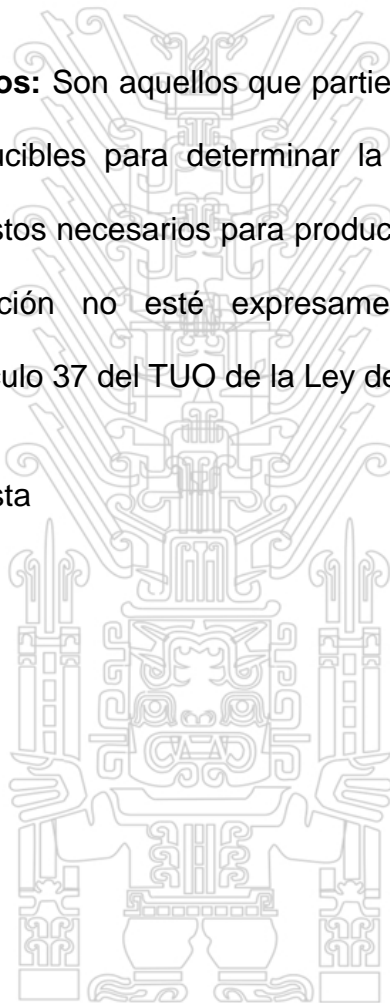 os: Son aquellos que partie
ucibles para determinar la
stos necesarios para produc
ción no esté expresame
culo 37 del TUO de la Ley de
sta